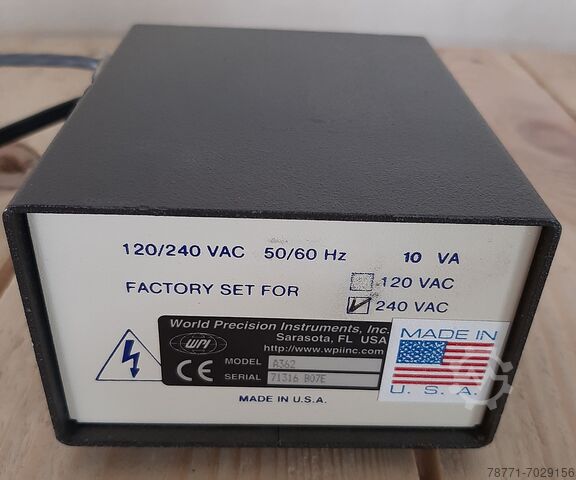 120/240 VAC 50/60 Hz 10 VA
FACTORY SET FOR
120 VAC
240 VAC
World Precision Instruments, Inc.
Sarasota, FL USA
http://www.wpiinc.com
WPI
MODEL A362
SERIAL 71316 B07E
MADE IN
U. S. A.
MADE IN U.S.A.
78771-7029156